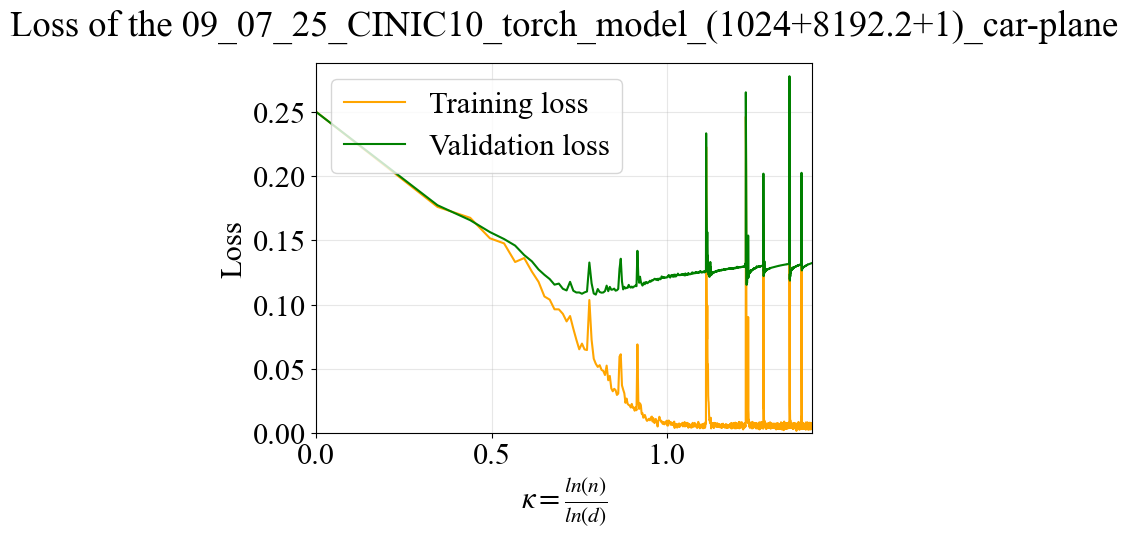 Loss of the 09_07_25_CINIC10_torch_model_(1024+8192.2+1)_car-plane
Training loss
Validation loss
Loss
0.25
0.20
0.15
0.10
0.05
0.00
0.0 0.5 1.0
κ = ln(n)/ln(d)